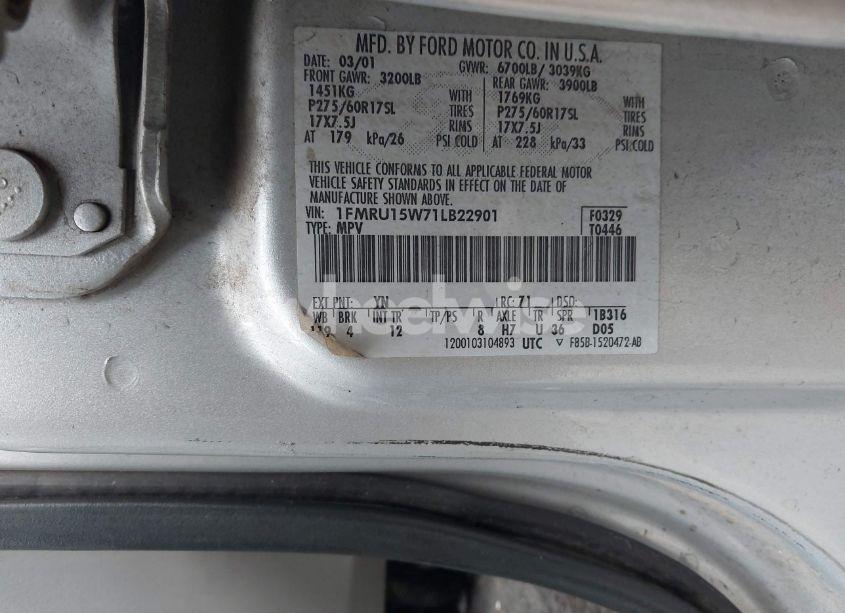 MFD. BY FORD MOTOR CO. IN U.S.A.
DATE: 03/01 GVWR: 6700LB/ 3039KG
FRONT GAWR: 3200LB REAR GAWR: 3900LB
1451KG WITH 1769KG WITH
P275/60R17SL TIRES P275/60R17SL TIRES
17X7.5J RIMS 17X7.5J RIMS
AT 179 kPa/26 PSI COLD AT 228 kPa/33 PSI COLD
THIS VEHICLE CONFORMS TO ALL APPLICABLE FEDERAL MOTOR
VEHICLE SAFETY STANDARDS IN EFFECT ON THE DATE OF
MANUFACTURE SHOWN ABOVE.
VIN: 1FMRU15W71LB22901 F0329
TYPE: MPV T0446
EXT PNT: YN RC: 71 DSO:
WB BRK INT TR TP/PS R AXLE TR SPR 1B316
119 4 12 8 H7 U 36 D05
1200103104893 UTC ▽ F85B-1520472-AB
wheelwise